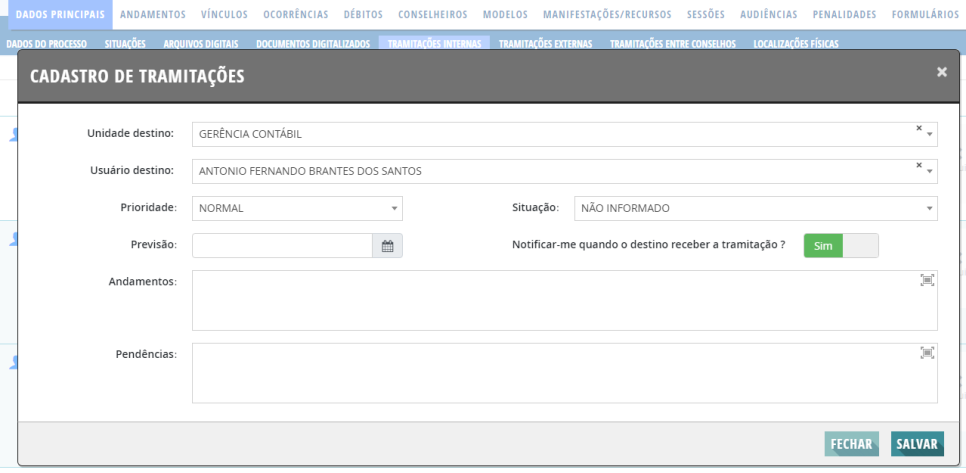 DADOS PRINCIPAIS ANDAMENTOS VÍNCULOS OCORRÊNCIAS DÉBITOS CONSELHEIROS MODELOS MANIFESTAÇÕES/RECURSOS SESSÕES AUDIÊNCIAS PENALIDADES FORMULÁRIOS
DADOS DO PROCESSO SITUAÇÕES ARQUIVOS DIGITAIS DOCUMENTOS DIGITALIZADOS TRAMITAÇÕES INTERNAS TRAMITAÇÕES EXTERNAS TRAMITAÇÕES ENTRE CONSELHOS LOCALIZAÇÕES FÍSICAS
CADASTRO DE TRAMITAÇÕES ×
Unidade destino: GERÊNCIA CONTÁBIL ×
Usuário destino: ANTONIO FERNANDO BRANTES DOS SANTOS ×
Prioridade: NORMAL Situação: NÃO INFORMADO
Previsão: Notificar-me quando o destino receber a tramitação ? Sim
Andamentos:
Pendências:
FECHAR SALVAR